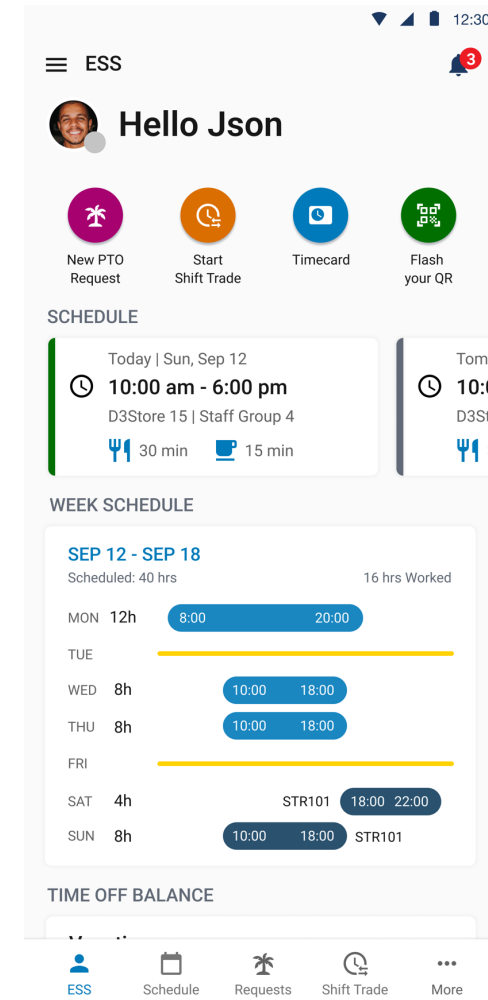 12:30
ESS
3
Hello Json
New PTO
Request
Start
Shift Trade
Timecard
Flash
your QR
SCHEDULE
Today | Sun, Sep 12
10:00 am - 6:00 pm
D3Store 15 | Staff Group 4
30 min 15 min
WEEK SCHEDULE
SEP 12 - SEP 18
Scheduled: 40 hrs 16 hrs Worked
MON 12h 8:00 20:00
TUE
WED 8h 10:00 18:00
THU 8h 10:00 18:00
FRI
SAT 4h STR101 18:00 22:00
SUN 8h 10:00 18:00 STR101
TIME OFF BALANCE
ESS Schedule Requests Shift Trade More